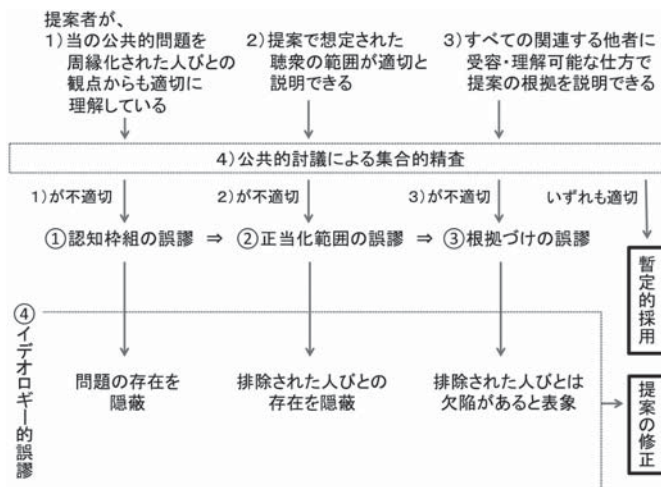 提案者が、
1）当の公共的問題を
周縁化された人びとの
観点からも適切に
理解している
2）提案で想定された
聴衆の範囲が適切と
説明できる
3）すべての関連する他者に
受容・理解可能な仕方で
提案の根拠を説明できる
4）公共的討議による集合的精査
1）が不適切
2）が不適切
3）が不適切
いずれも適切
①認知枠組の誤謬 ⇒ ②正当化範囲の誤謬 ⇒ ③根拠づけの誤謬
暫定的採用
④イデオロギー的誤謬
問題の存在を
隠蔽
排除された人びとの
存在を隠蔽
排除された人びとは
欠陥があると表象
提案の修正